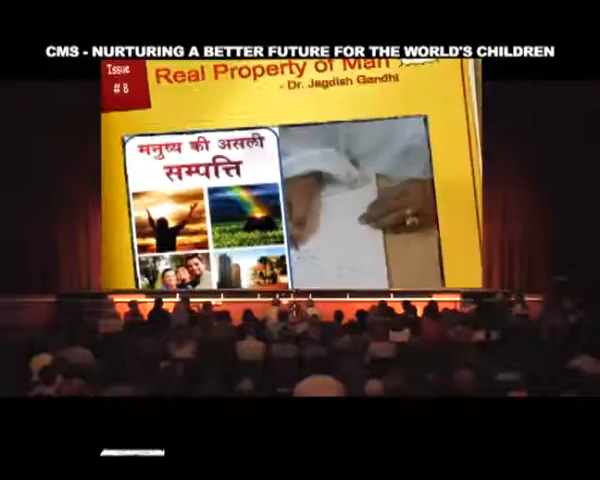 CMS - NURTURING A BETTER FUTURE FOR THE WORLD'S CHILDREN
Issue
# 8
Real Property of Man
- Dr. Jagdish Gandhi
मनुष्य की असली
सम्पत्ति